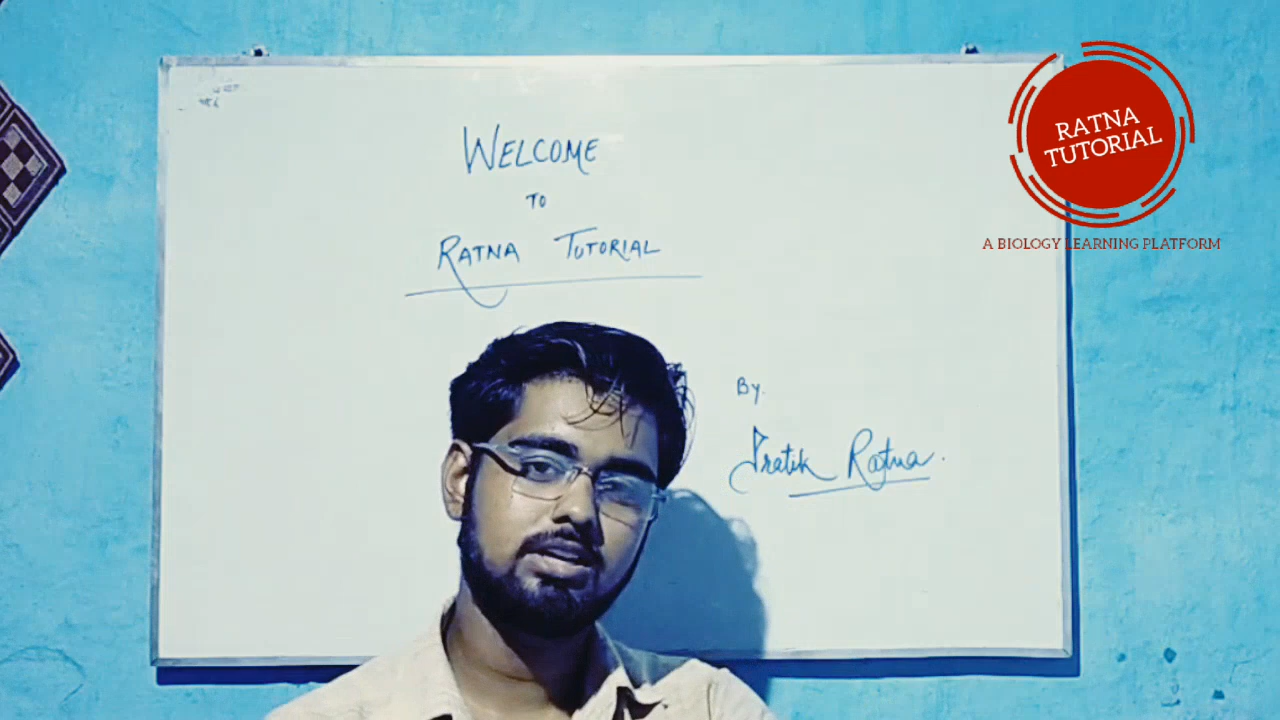 WELCOME
TO
RATNA TUTORIAL
By.
Pratik Ratna.
RATNA
TUTORIAL
A BIOLOGY LEARNING PLATFORM